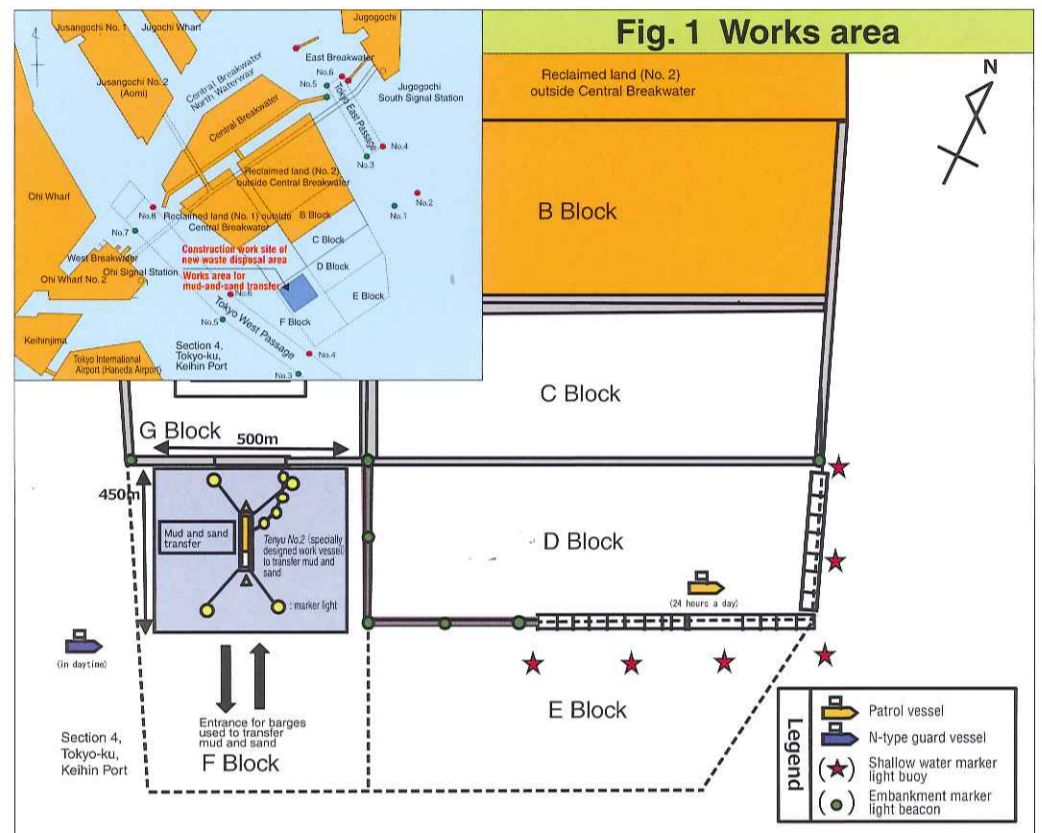 Fig. 1 Works area
Jusangochi No. 1
Jugochi Wharf
Jugogochi
East Breakwater
No.6
No.5
Jusangochi No. 2
(Aomi)
Central Breakwater
North Waterway
Jugogochi
South Signal Station
Tokyo East Passage
Central Breakwater
No.4
No.3
Ohi Wharf
Reclaimed land (No. 2)
outside Central Breakwater
No.2
No.1
No.8
B Block
Reclaimed land (No. 1) outside
Central Breakwater
No.7
C Block
West Breakwider
Construction work site of
new waste disposal area
D Block
Ohi Signal Station
Ohi Wharf No. 2
Works area for
mud-and-sand transfer
No.6
E Block
F Block
No.5
Tokyo West Passage
Keihinjima
Section 4,
Tokyo-ku,
Keihin Port
No.4
Tokyo International
Airport (Haneda Airport)
No.3
Reclaimed land (No. 2)
outside Central Breakwater
N
B Block
C Block
G Block
500m
450m
Mud and sand
transfer
Tenyu No.2 (specially
designed work vessel)
to transfer mud and
sand
: marker light
D Block
(24 hours a day)
(in daytine)
Entrance for barges
used to transfer
mud and sand
F Block
E Block
Section 4,
Tokyo-ku,
Keihin Port
Legend
Patrol vessel
N-type guard vessel
Shallow water marker
light buoy
Embankment marker
light beacon